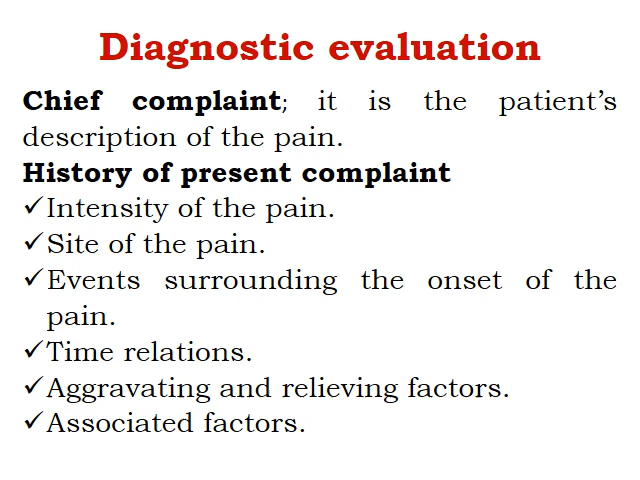 Diagnostic evaluation
Chief complaint; it is the patient’s
description of the pain.
History of present complaint
✓Intensity of the pain.
✓Site of the pain.
✓Events surrounding the onset of the
pain.
✓Time relations.
✓Aggravating and relieving factors.
✓Associated factors.